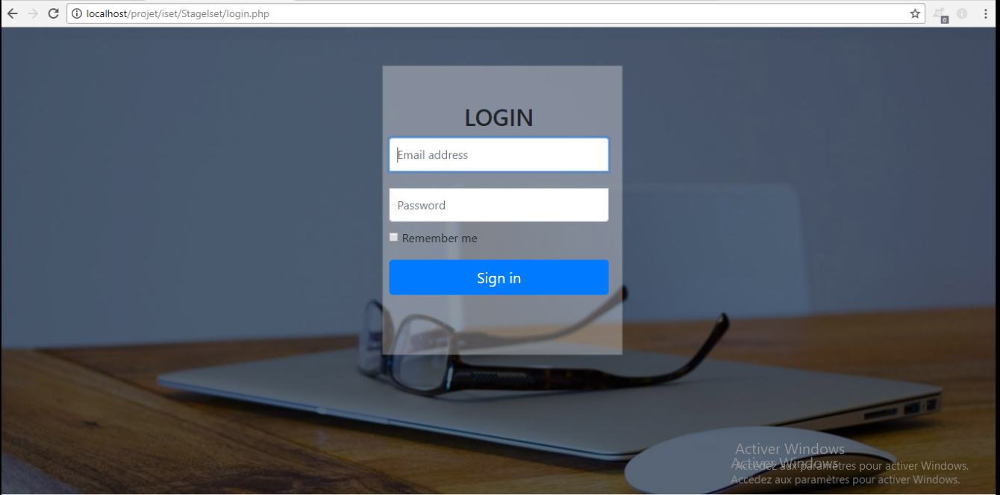 localhost/projet/iset/StageIset/login.php
0
LOGIN
Email address
Password
Remember me
Sign in
Activer Windows
Activer Windows
Accédez aux paramètres pour activer Windows.
Accédez aux paramètres pour activer Windows.